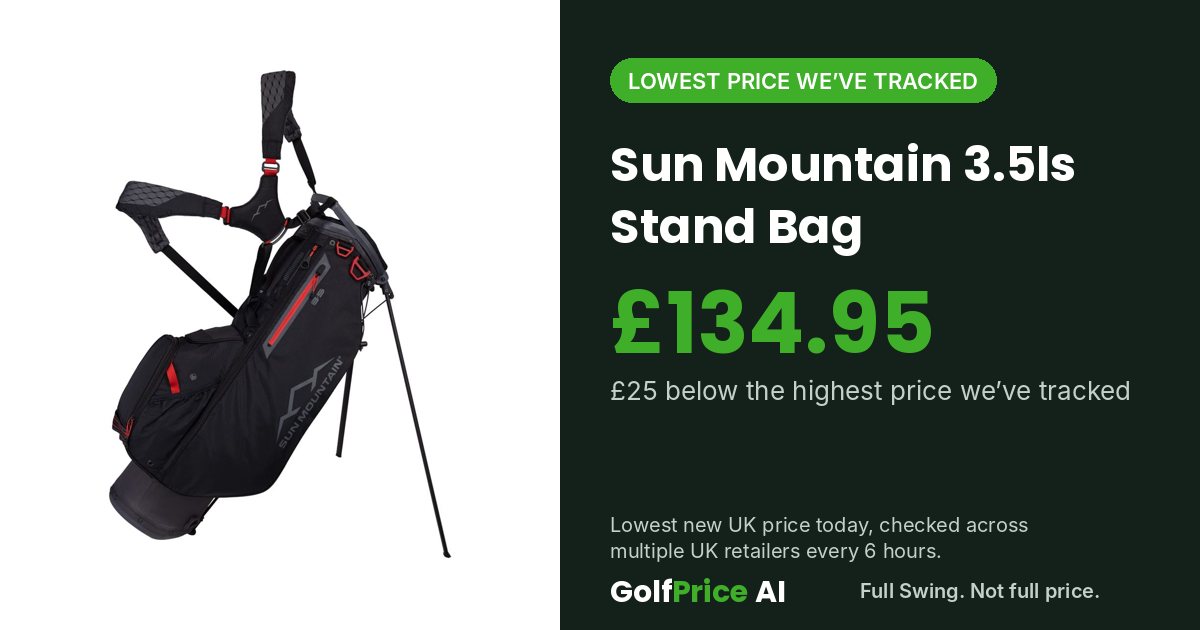 LOWEST PRICE WE’VE TRACKED
Sun Mountain 3.5ls
Stand Bag
£134.95
£25 below the highest price we’ve tracked
Lowest new UK price today, checked across
multiple UK retailers every 6 hours.
GolfPrice AI
Full Swing. Not full price.
SUN MOUNTAIN